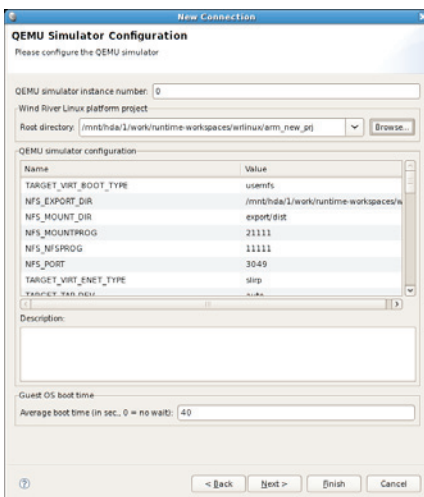 New Connection
QEMU Simulator Configuration
Please configure the QEMU simulator
QEMU simulator instance number: 0
Wind River Linux platform project
Root directory: /mnt/hda/1/work/runtime-workspaces/wrlinux/arm_new_prj Browse...
QEMU simulator configuration
Name Value
TARGET_VIRT_BOOT_TYPE usernfs
NFS_EXPORT_DIR /mnt/hda/1/work/runtime-workspaces/w
NFS_MOUNT_DIR export/dist
NFS_MOUNTPROG 21111
NFS_NFSPROG 11111
NFS_PORT 3049
TARGET_VIRT_ENET_TYPE slirp
TARGET_TAP_DEV auto
Description:
Guest OS boot time
Average boot time (in sec., 0 = no wait): 40
< Back Next > Finish Cancel